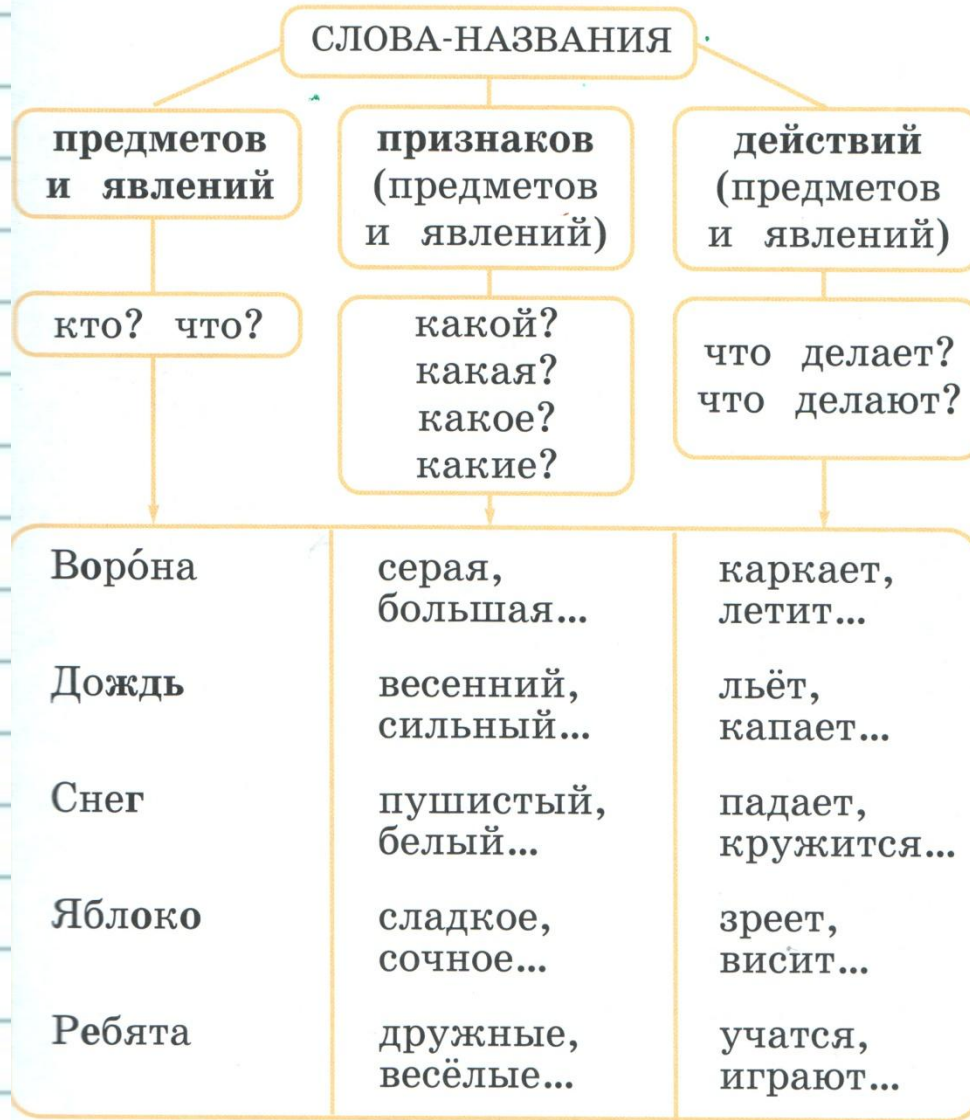 СЛОВА-НАЗВАНИЯ
предметов
и явлений
признаков
(предметов
и явлений)
действий
(предметов
и явлений)
кто? что?
какой?
какая?
какое?
какие?
что делает?
что делают?
Воро́на
серая,
большая...
каркает,
летит...
Дождь
весенний,
сильный...
льёт,
капает...
Снег
пушистый,
белый...
падает,
кружится...
Яблоко
сладкое,
сочное...
зреет,
висит...
Ребята
дружные,
весёлые...
учатся,
играют...